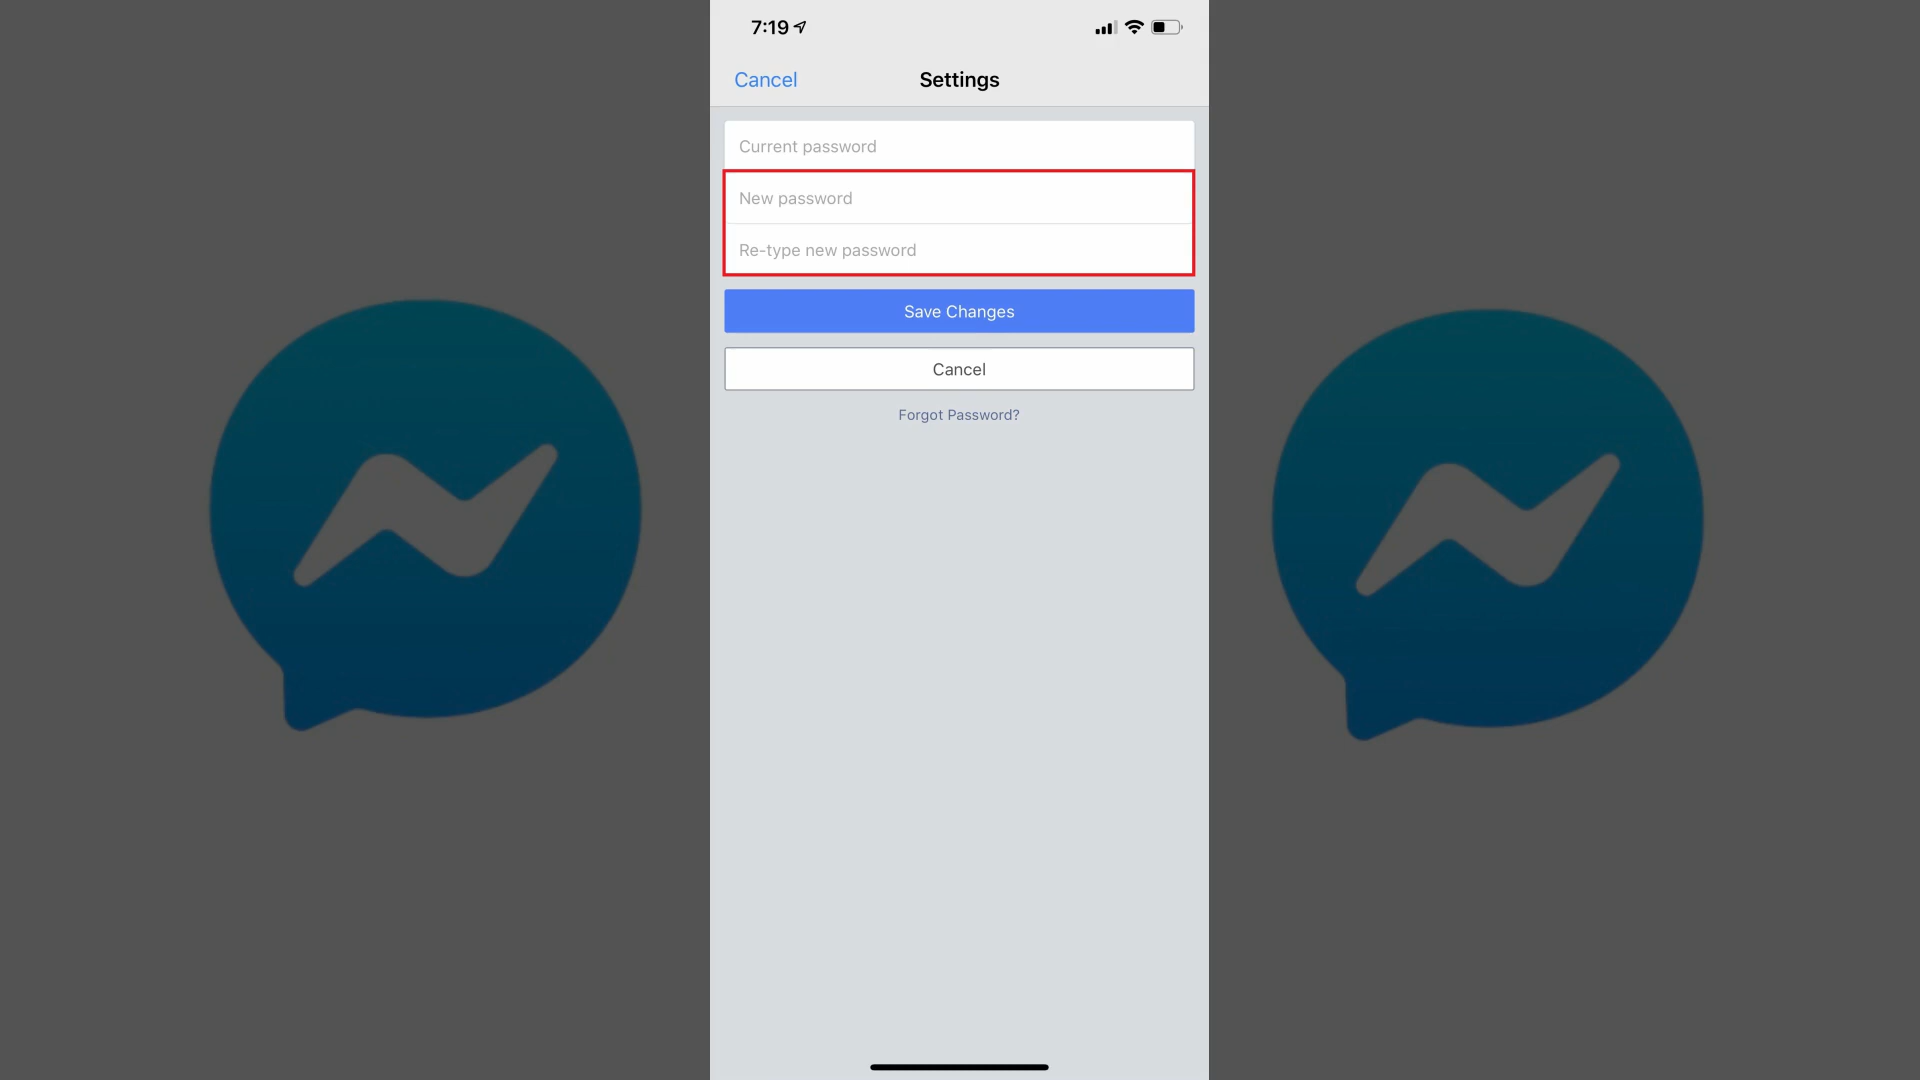 7:19
Cancel
Settings
Current password
New password
Re-type new password
Save Changes
Cancel
Forgot Password?